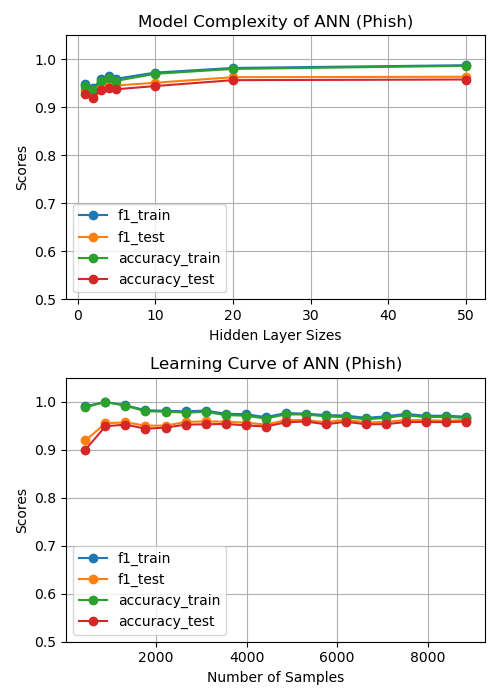 Model Complexity of ANN (Phish)
1.0
0.9
0.8
0.7
0.6
0.5
Scores
f1_train
f1_test
accuracy_train
accuracy_test
0 10 20 30 40 50
Hidden Layer Sizes
Learning Curve of ANN (Phish)
1.0
0.9
0.8
0.7
0.6
0.5
Scores
f1_train
f1_test
accuracy_train
accuracy_test
2000 4000 6000 8000
Number of Samples